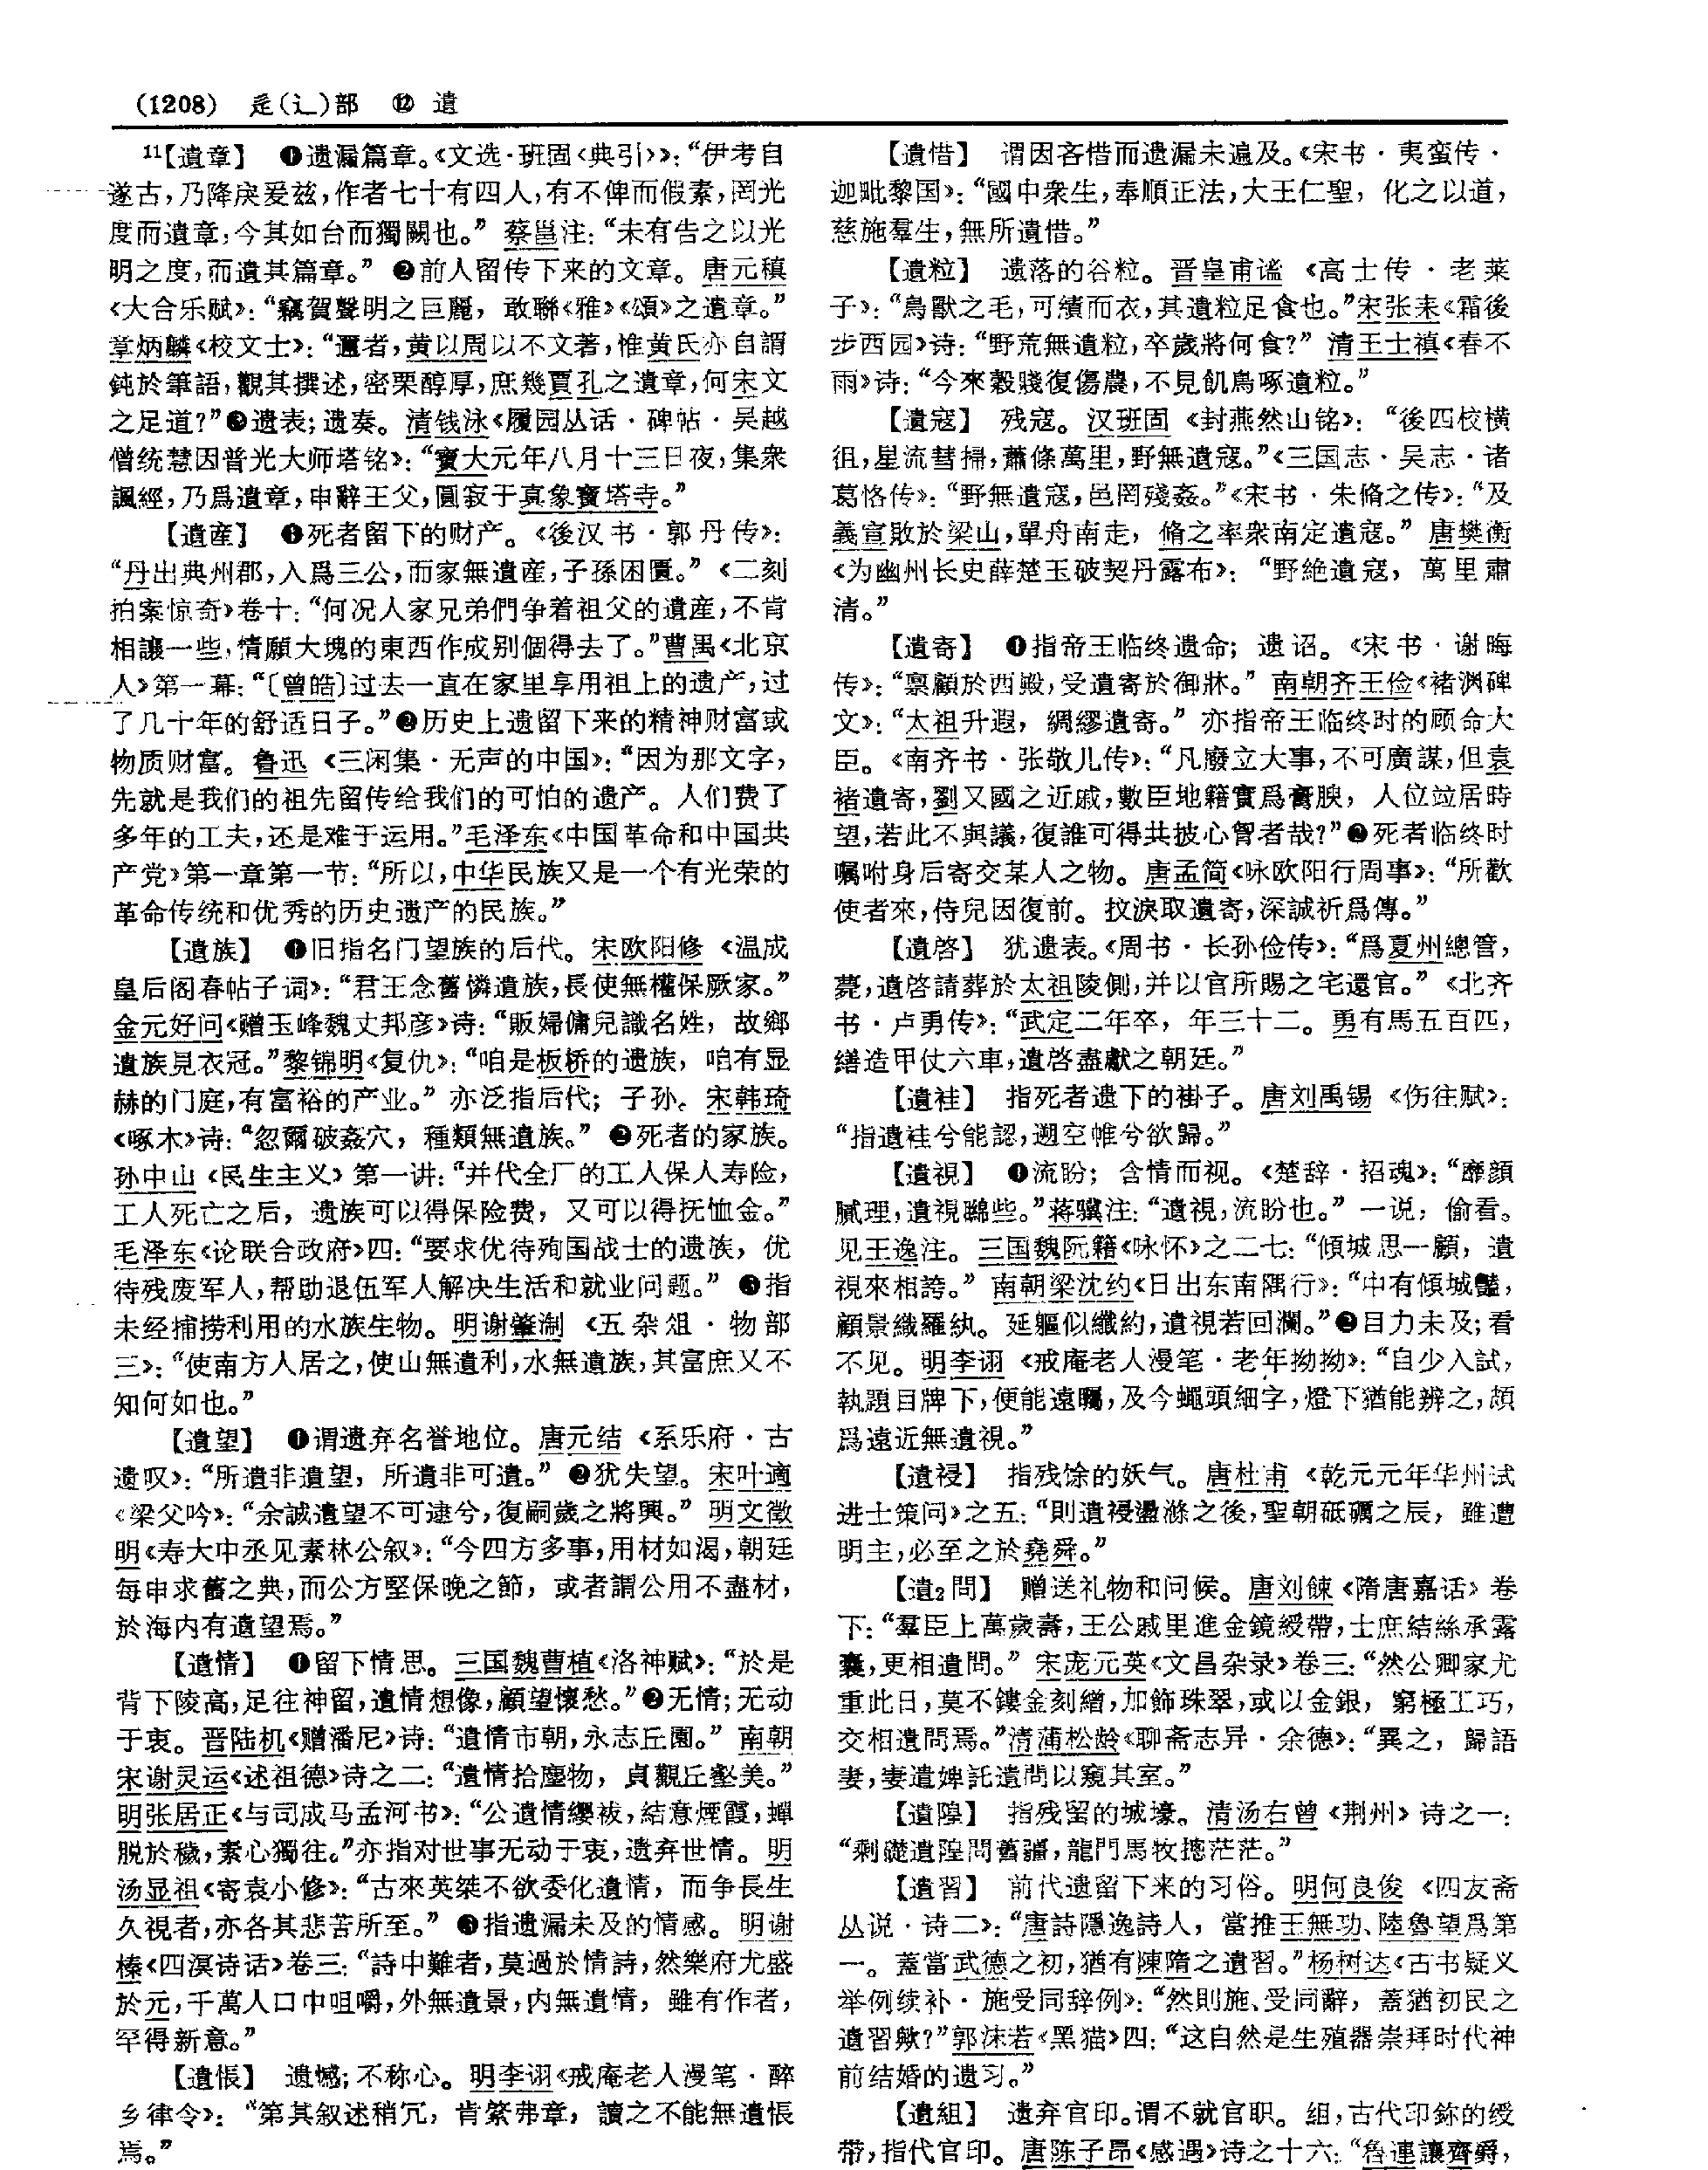 (1208) 辵(辶)部 ⑫ 遺
11【遺章】 ❶遗漏篇章。《文选·班固〈典引〉》:“伊考自
遂古,乃降戾爰兹,作者七十有四人,有不俾而假素,罔光
度而遺章,今其如台而獨闕也。”蔡邕注:“未有告之以光
明之度,而遺其篇章。”❷前人留传下来的文章。唐元稹
《大合乐赋》:“竊賀聲明之巨麗,敢聯《雅》《頌》之遺章。”
章炳麟《校文士》:“邇者,黄以周以不文著,惟黄氏亦自謂
鈍於筆語,觀其撰述,密栗醇厚,庶幾賈孔之遺章,何宋文
之足道?”❸遗表;遗奏。清钱泳《履园丛话·碑帖·吴越
僧统慧因普光大师塔铭》:“寶大元年八月十三日夜,集衆
諷經,乃爲遺章,申辭王父,圓寂于真象寶塔寺。”
【遺産】 ❶死者留下的财产。《後汉书·郭丹传》:
“丹出典州郡,入爲三公,而家無遺産,子孫困匱。”《二刻
拍案惊奇》卷十:“何况人家兄弟們争着祖父的遺産,不肯
相讓一些,情願大塊的東西作成别個得去了。”曹禺《北京
人》第一幕:“〔曾皓〕过去一直在家里享用祖上的遗产,过
了几十年的舒适日子。”❷历史上遗留下来的精神财富或
物质财富。鲁迅《三闲集·无声的中国》:“因为那文字,
先就是我们的祖先留传给我们的可怕的遗产。人们费了
多年的工夫,还是难于运用。”毛泽东《中国革命和中国共
产党》第一章第一节:“所以,中华民族又是一个有光荣的
革命传统和优秀的历史遗产的民族。”
【遺族】 ❶旧指名门望族的后代。宋欧阳修《温成
皇后阁春帖子词》:“君王念舊憐遺族,長使無權保厥家。”
金元好问《赠玉峰魏丈邦彦》诗:“販婦傭兒識名姓,故鄉
遺族見衣冠。”黎锦明《复仇》:“咱是板桥的遗族,咱有显
赫的门庭,有富裕的产业。”亦泛指后代;子孙。宋韩琦
《啄木》诗:“忽爾破姦穴,種類無遺族。”❷死者的家族。
孙中山《民生主义》第一讲:“并代全厂的工人保人寿险,
工人死亡之后,遗族可以得保险费,又可以得抚恤金。”
毛泽东《论联合政府》四:“要求优待殉国战士的遗族,优
待残废军人,帮助退伍军人解决生活和就业问题。”❸指
未经捕捞利用的水族生物。明谢肇淛《五杂俎·物部
三》:“使南方人居之,使山無遺利,水無遺族,其富庶又不
知何如也。”
【遺望】 ❶谓遗弃名誉地位。唐元结《系乐府·古
遗叹》:“所遺非遺望,所遺非可遺。”❷犹失望。宋叶適
《梁父吟》:“余誠遺望不可逮兮,復嗣歲之將興。”明文徵
明《寿大中丞见素林公叙》:“今四方多事,用材如渴,朝廷
每申求舊之典,而公方堅保晚之節,或者謂公用不盡材,
於海内有遺望焉。”
【遺情】 ❶留下情思。三国魏曹植《洛神赋》:“於是
背下陵高,足往神留,遺情想像,顧望懷愁。”❷无情;无动
于衷。晋陆机《赠潘尼》诗:“遺情市朝,永志丘園。”南朝
宋谢灵运《述祖德》诗之二:“遺情拾塵物,貞觀丘壑美。”
明张居正《与司成马孟河书》:“公遺情纓袚,結意煙霞,蟬
脱於穢,素心獨往。”亦指对世事无动于衷,遗弃世情。明
汤显祖《寄袁小修》:“古來英桀不欲委化遺情,而争長生
久視者,亦各其悲苦所至。”❸指遗漏未及的情感。明谢
榛《四溟诗话》卷三:“詩中難者,莫過於情詩,然樂府尤盛
於元,千萬人口中咀嚼,外無遺景,内無遺情,雖有作者,
罕得新意。”
【遺悵】 遗憾;不称心。明李诩《戒庵老人漫笔·醉
乡律令》:“第其叙述稍冗,肯綮弗章,讀之不能無遺悵
焉。”
【遺惜】 谓因吝惜而遗漏未遍及。《宋书·夷蛮传·
迦毗黎国》:“國中衆生,奉順正法,大王仁聖,化之以道,
慈施羣生,無所遺惜。”
【遺粒】 遗落的谷粒。晋皇甫谧《高士传·老莱
子》:“鳥獸之毛,可績而衣,其遺粒足食也。”宋张耒《霜後
步西园》诗:“野荒無遺粒,卒歲將何食?”清王士禛《春不
雨》诗:“今來穀賤復傷農,不見飢鳥啄遺粒。”
【遺寇】 残寇。汉班固《封燕然山铭》:“後四校横
徂,星流彗掃,蕭條萬里,野無遺寇。”《三国志·吴志·诸
葛恪传》:“野無遺寇,邑罔殘姦。”《宋书·朱脩之传》:“及
義宣敗於梁山,單舟南走,脩之率衆南定遺寇。”唐樊衡
《为幽州长史薛楚玉破契丹露布》:“野絶遺寇,萬里肅
清。”
【遺寄】 ❶指帝王临终遗命;遗诏。《宋书·谢晦
传》:“禀顧於西殿,受遺寄於御牀。”南朝齐王俭《褚渊碑
文》:“太祖升遐,綢繆遺寄。”亦指帝王临终时的顾命大
臣。《南齐书·张敬儿传》:“凡廢立大事,不可廣謀,但袁
褚遺寄,劉又國之近戚,數臣地籍實爲膏腴,人位竝居時
望,若此不與議,復誰可得共披心胷者哉?”❷死者临终时
嘱咐身后寄交某人之物。唐孟简《咏欧阳行周事》:“所歡
使者來,侍兒因復前。抆淚取遺寄,深誠祈爲傳。”
【遺啓】 犹遗表。《周书·长孙俭传》:“爲夏州總管,
薨,遺啓請葬於太祖陵側,并以官所賜之宅還官。”《北齐
书·卢勇传》:“武定二年卒,年三十二。勇有馬五百匹,
繕造甲仗六車,遺啓盡獻之朝廷。”
【遺袿】 指死者遗下的褂子。唐刘禹锡《伤往赋》:
“指遺袿兮能認,遡空帷兮欲歸。”
【遺視】 ❶流盼;含情而视。《楚辞·招魂》:“靡顔
膩理,遺視矊些。”蒋骥注:“遺視,流盼也。”一说,偷看。
见王逸注。三国魏阮籍《咏怀》之二七:“傾城思一顧,遺
視來相誇。”南朝梁沈约《日出东南隅行》:“中有傾城豔,
顧景織羅紈。延軀似纖約,遺視若回瀾。”❷目力未及;看
不见。明李诩《戒庵老人漫笔·老年拗拗》:“自少入試,
執題目牌下,便能遠矚,及今蠅頭細字,燈下猶能辨之,頗
爲遠近無遺視。”
【遺祲】 指残馀的妖气。唐杜甫《乾元元年华州试
进士策问》之五:“則遺祲盪滌之後,聖朝砥礪之辰,雖遭
明主,必至之於堯舜。”
【遺2問】 赠送礼物和问候。唐刘餗《隋唐嘉话》卷
下:“羣臣上萬歲壽,王公戚里進金鏡綬帶,士庶結絲承露
囊,更相遺問。”宋庞元英《文昌杂录》卷三:“然公卿家尤
重此日,莫不鏤金刻繒,加飾珠翠,或以金銀,窮極工巧,
交相遺問焉。”清蒲松龄《聊斋志异·余德》:“異之,歸語
妻,妻遣婢託遺問以窺其室。”
【遺隍】 指残留的城壕。清汤右曾《荆州》诗之一:
“剩礎遺隍問舊疆,龍門馬牧摠茫茫。”
【遺習】 前代遗留下来的习俗。明何良俊《四友斋
丛说·诗二》:“唐詩隱逸詩人,當推王無功、陸魯望爲第
一。蓋當武德之初,猶有陳隋之遺習。”杨树达《古书疑义
举例续补·施受同辞例》:“然則施、受同辭,蓋猶初民之
遺習歟?”郭沫若《黑猫》四:“这自然是生殖器崇拜时代神
前结婚的遗习。”
【遺組】 遗弃官印。谓不就官职。组,古代印鈢的绶
带,指代官印。唐陈子昂《感遇》诗之十六:“魯連讓齊爵,